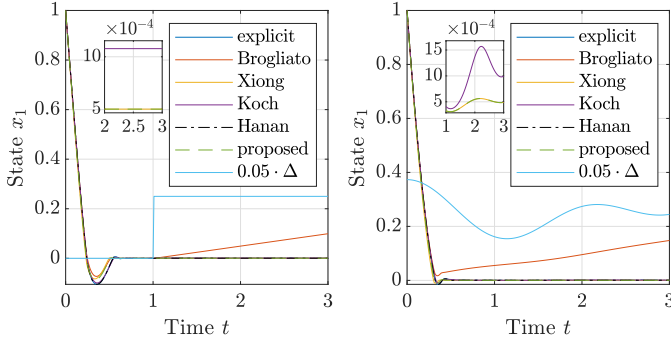 1
0.8
0.6
0.4
0.2
0
0
1
2
3
State x₁
Time t
×10⁻⁴
10
5
2
2.5
3
explicit
Brogliato
Xiong
Koch
Hanan
proposed
0.05 · Δ
1
0.8
0.6
0.4
0.2
0
0
1
2
3
State x₁
Time t
×10⁻⁴
15
10
5
1
2
3
explicit
Brogliato
Xiong
Koch
Hanan
proposed
0.05 · Δ